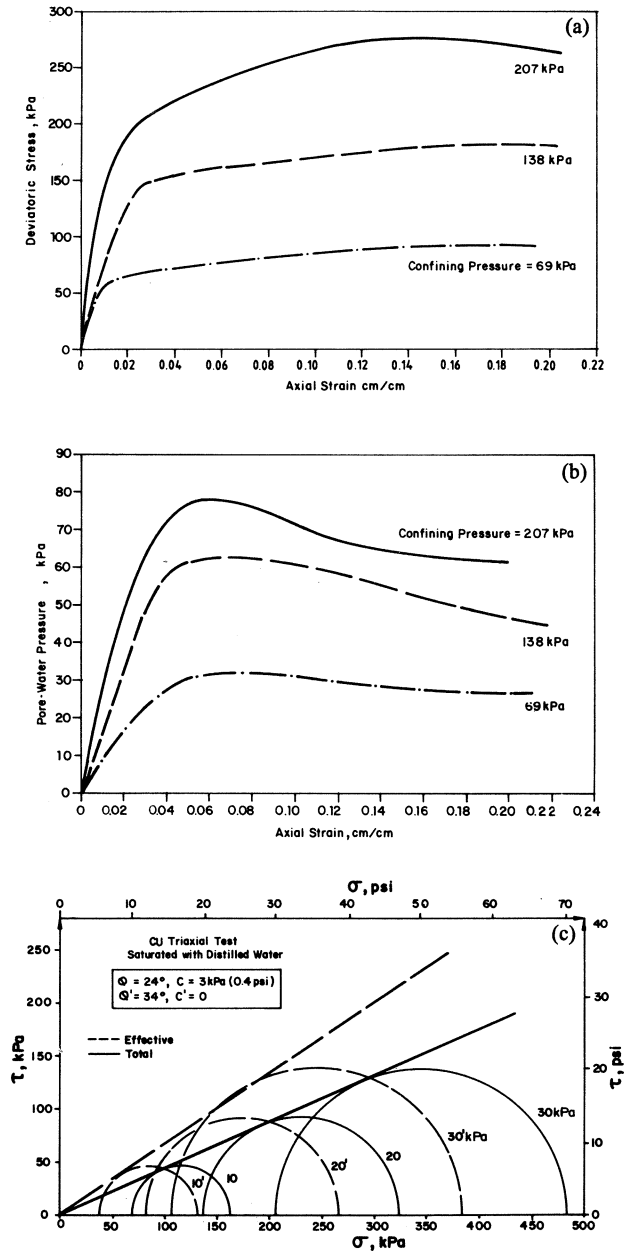 (a)
300
250
200
150
100
50
0
Deviatoric Stress, kPa
207 kPa
138 kPa
Confining Pressure = 69 kPa
0 0.02 0.04 0.06 0.08 0.10 0.12 0.14 0.16 0.18 0.20 0.22
Axial Strain cm/cm
(b)
90
80
70
60
50
40
30
20
10
0
Pore-Water Pressure, kPa
Confining Pressure = 207 kPa
138 kPa
69 kPa
0 0.02 0.04 0.06 0.08 0.10 0.12 0.14 0.16 0.18 0.20 0.22 0.24
Axial Strain, cm/cm
σ, psi
0 10 20 30 40 50 60 70
(c)
CU Triaxial Test
Saturated with Distilled Water
Ø = 24°, C = 3kPa (0.4 psi)
Ø' = 34°, C' = 0
Effective
Total
250
200
150
100
50
0
τ, kPa
40
30
20
10
0
τ, psi
10'
10
20'
20
30'kPa
30kPa
0 50 100 150 200 250 300 350 400 450 500
σ, kPa